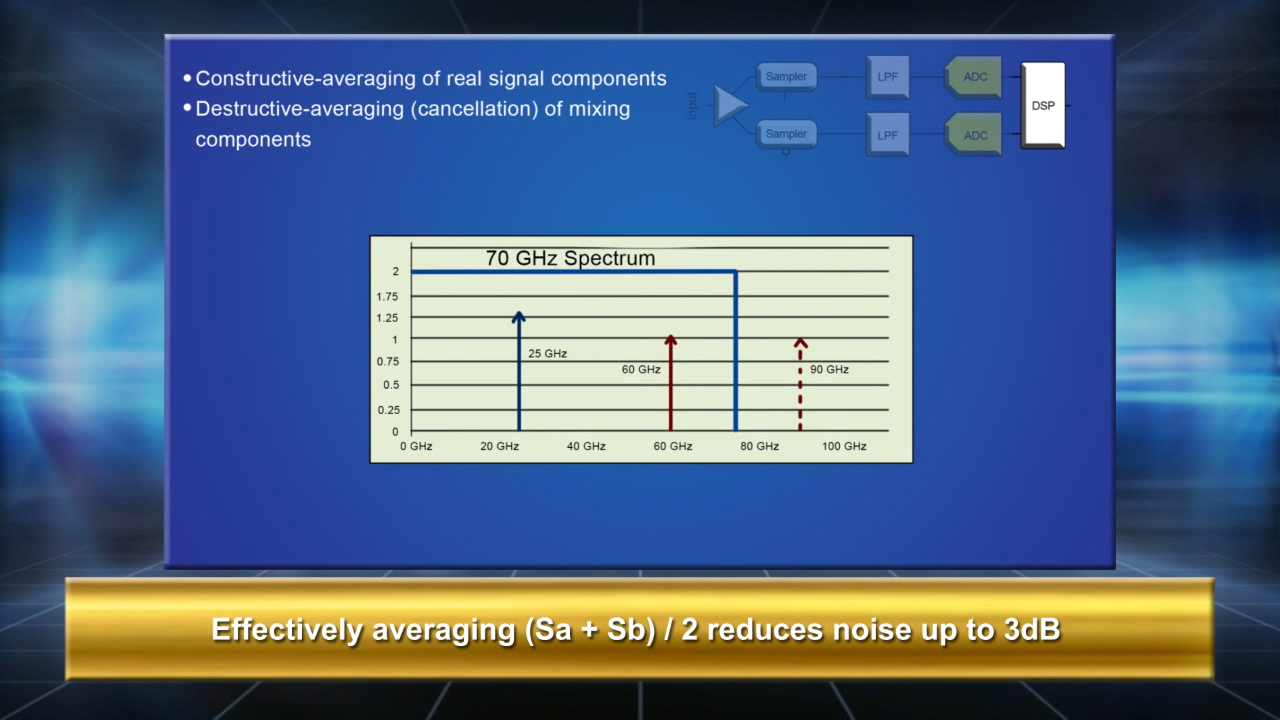 • Constructive-averaging of real signal components
• Destructive-averaging (cancellation) of mixing
components
Input
Sampler
LPF
ADC
DSP
Sampler
LPF
ADC
70 GHz Spectrum
2
1.75
1.25
1
0.75
0.5
0.25
0
25 GHz
60 GHz
90 GHz
0 GHz 20 GHz 40 GHz 60 GHz 80 GHz 100 GHz
Effectively averaging (Sa + Sb) / 2 reduces noise up to 3dB